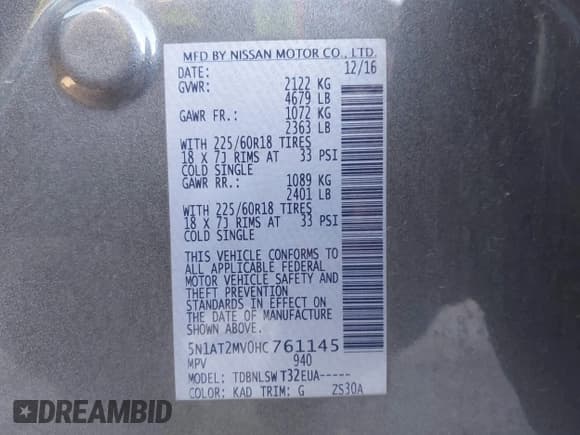 MFD BY NISSAN MOTOR CO., LTD.
DATE: 12/16
GVWR: 2122 KG
4679 LB
GAWR FR.: 1072 KG
2363 LB
WITH 225/60R18 TIRES
18 X 7J RIMS AT 33 PSI
COLD SINGLE
GAWR RR.: 1089 KG
2401 LB
WITH 225/60R18 TIRES
18 X 7J RIMS AT 33 PSI
COLD SINGLE
THIS VEHICLE CONFORMS TO
ALL APPLICABLE FEDERAL
MOTOR VEHICLE SAFETY AND
THEFT PREVENTION
STANDARDS IN EFFECT ON
THE DATE OF MANUFACTURE
SHOWN ABOVE.
5N1AT2MV0HC761145
MPV 940
MODEL: TDBNLSW T32EUA-----
COLOR: KAD TRIM: G ZS30A
DREAMBID